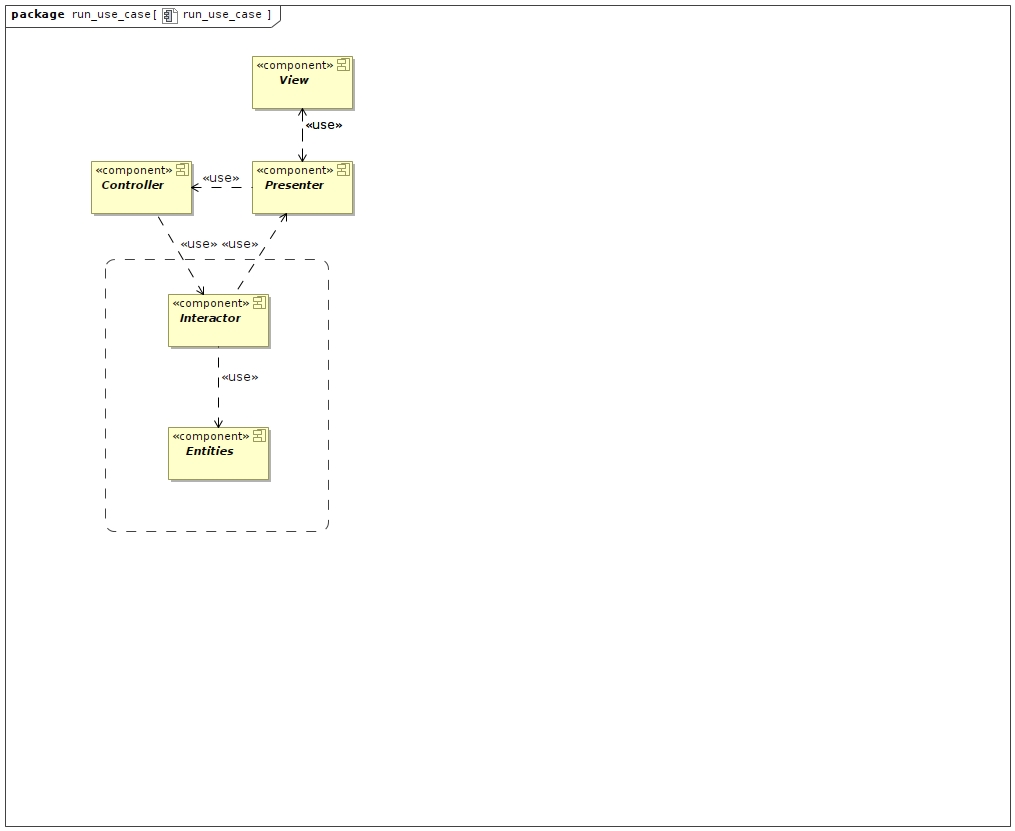 package run_use_case[ run_use_case ]
«component»
View
«use»
«component»
Controller
«use»
«component»
Presenter
«use» «use»
«component»
Interactor
«use»
«component»
Entities